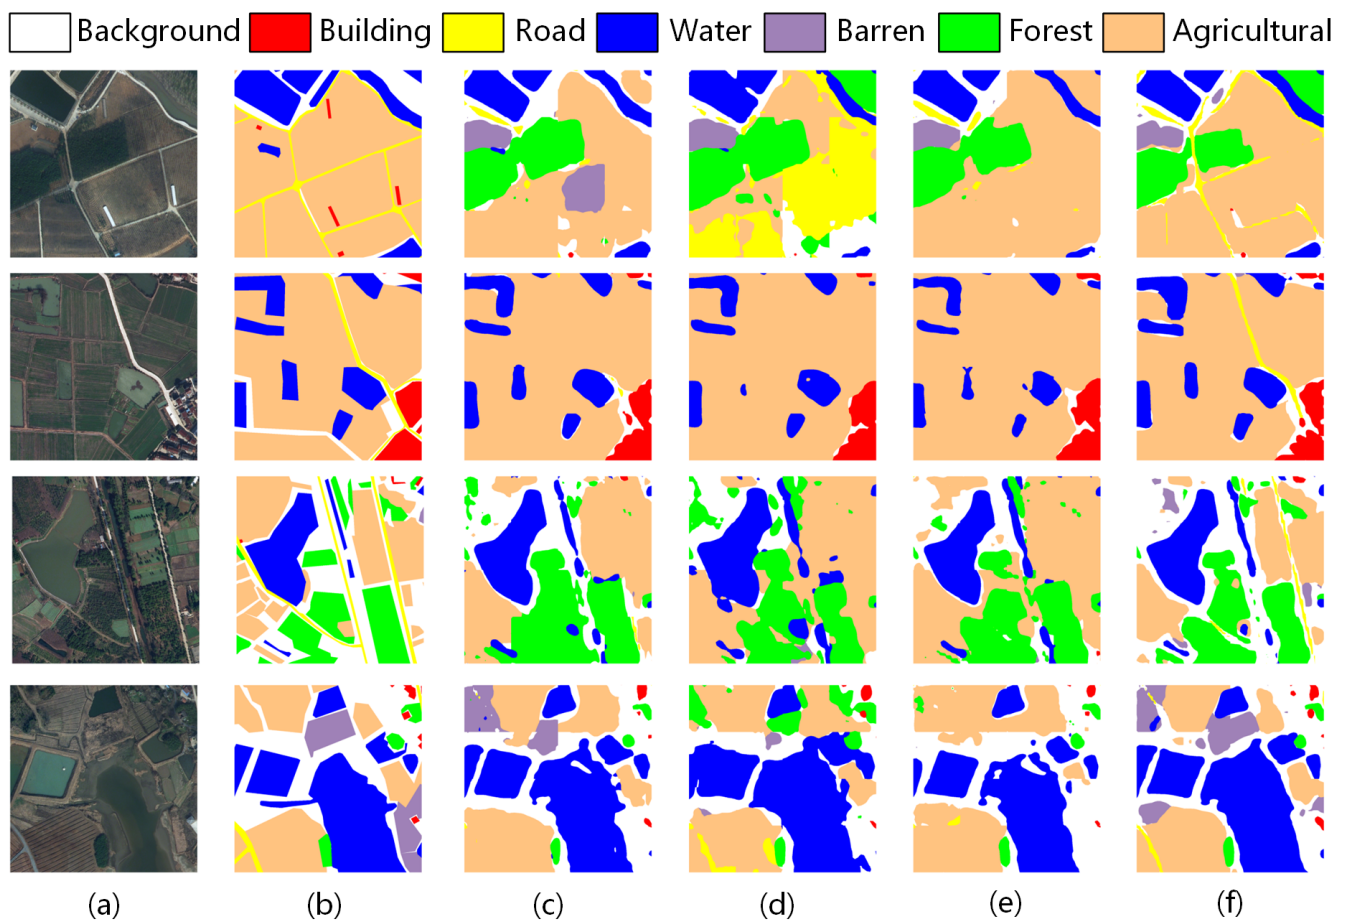 Background Building Road Water Barren Forest Agricultural
(a) (b) (c) (d) (e) (f)